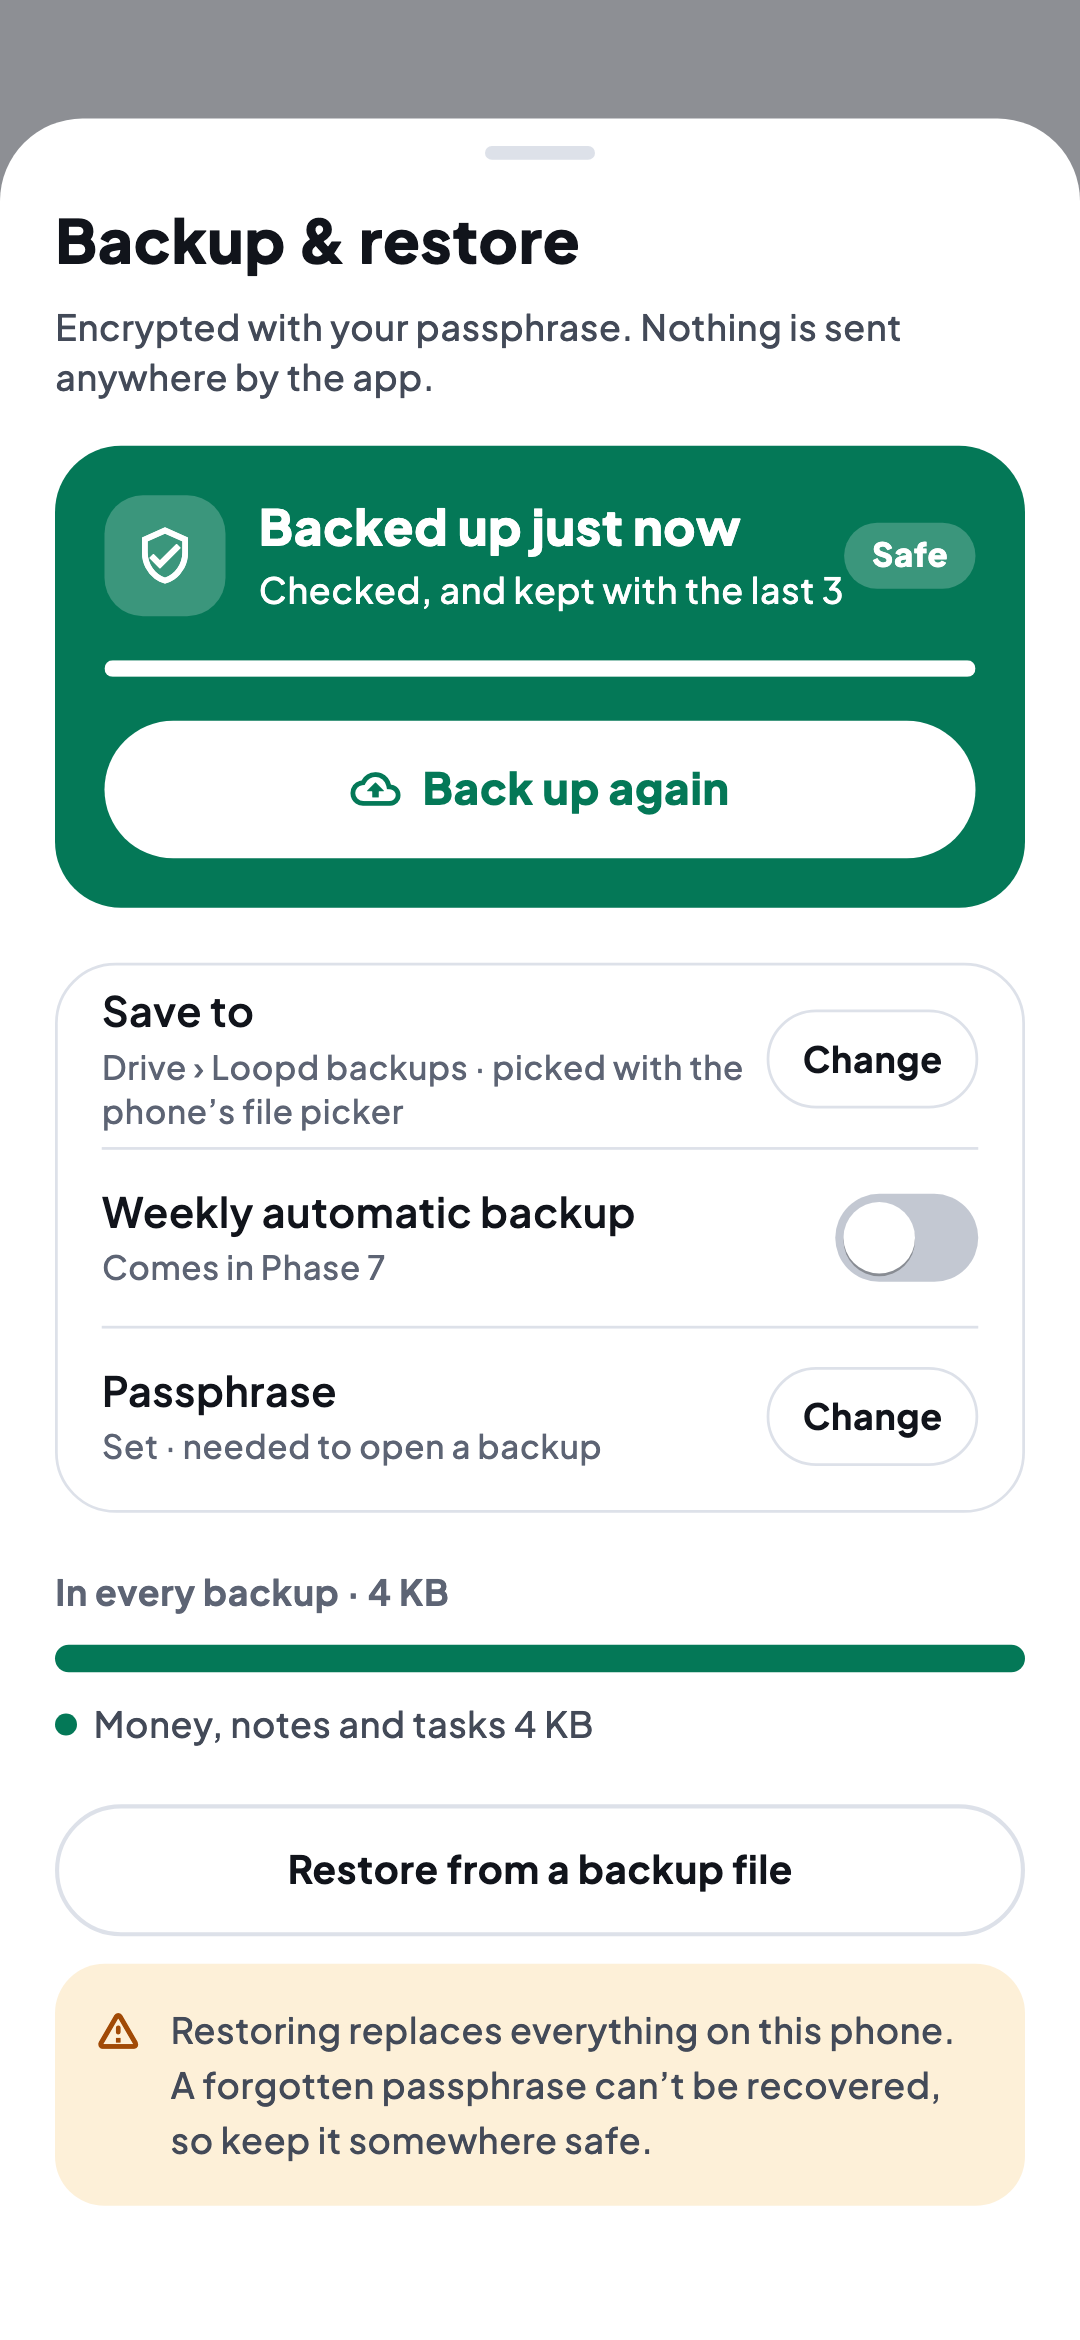 Backup & restore
Encrypted with your passphrase. Nothing is sent
anywhere by the app.
Backed up just now
Checked, and kept with the last 3
Safe
Back up again
Save to
Drive › Loopd backups · picked with the
phone’s file picker
Change
Weekly automatic backup
Comes in Phase 7
Passphrase
Set · needed to open a backup
Change
In every backup · 4 KB
Money, notes and tasks 4 KB
Restore from a backup file
Restoring replaces everything on this phone.
A forgotten passphrase can’t be recovered,
so keep it somewhere safe.